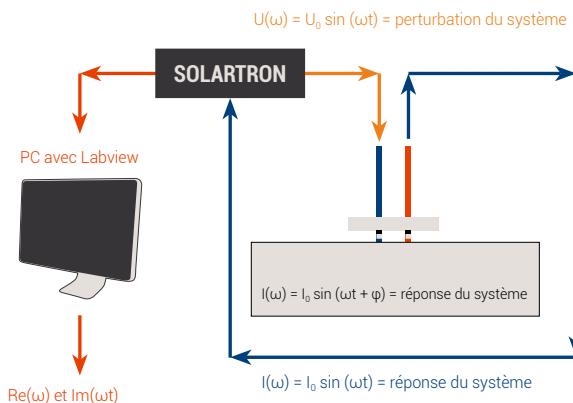 U(ω) = U₀ sin (ωt) = perturbation du système
SOLARTRON
PC avec Labview
I(ω) = I₀ sin (ωt + φ) = réponse du système
I(ω) = I₀ sin (ωt) = réponse du système
Re(ω) et Im(ωt)